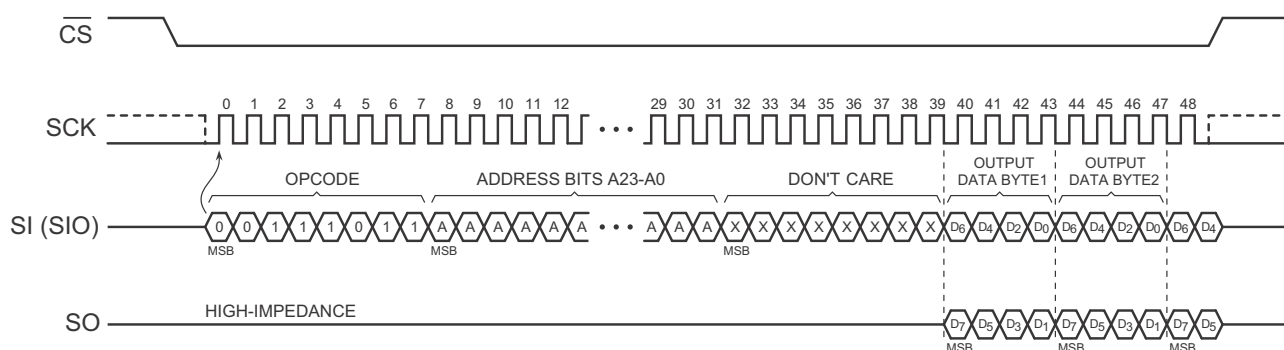 CS
0 1 2 3 4 5 6 7 8 9 10 11 12 29 30 31 32 33 34 35 36 37 38 39 40 41 42 43 44 45 46 47 48
SCK • • •
OPCODE ADDRESS BITS A23-A0 DON'T CARE OUTPUT DATA BYTE1 OUTPUT DATA BYTE2
SI (SIO) 0 0 1 1 1 0 1 1 A A A A A A • • • A A A X X X X X X X X D6 D4 D2 D0 D6 D4 D2 D0 D6 D4
MSB MSB MSB
HIGH-IMPEDANCE
SO D7 D5 D3 D1 D7 D5 D3 D1 D7 D5
MSB MSB MSB